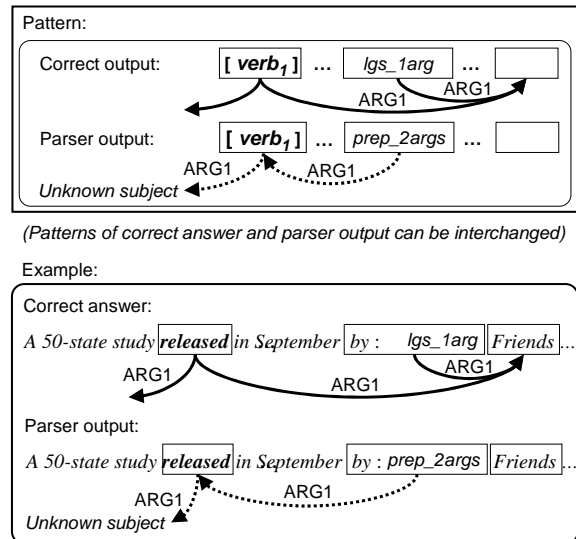 Pattern:
Correct output: [ verb1 ] ... lgs_1arg ...
ARG1 ARG1
Parser output: [ verb1 ] ... prep_2args ...
ARG1 ARG1
Unknown subject
(Patterns of correct answer and parser output can be interchanged)
Example:
Correct answer:
A 50-state study released in September by : lgs_1arg Friends ...
ARG1 ARG1 ARG1
Parser output:
A 50-state study released in September by : prep_2args Friends ...
ARG1 ARG1
Unknown subject